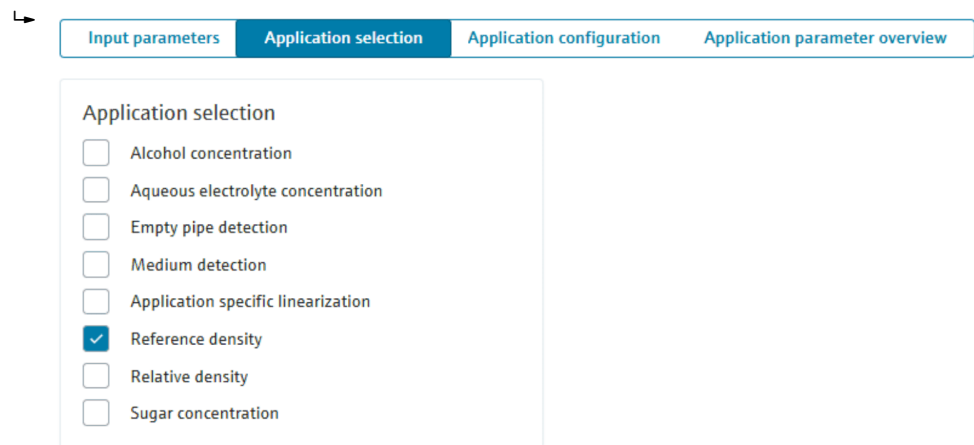 Input parameters Application selection Application configuration Application parameter overview
Application selection
Alcohol concentration
Aqueous electrolyte concentration
Empty pipe detection
Medium detection
Application specific linearization
Reference density
Relative density
Sugar concentration